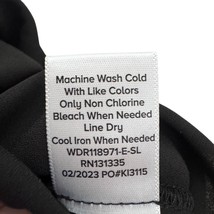 Machine Wash Cold
With Like Colors
Only Non Chlorine
Bleach When Needed
Line Dry
Cool Iron When Needed
WDR118971-E-SL
RN131335
02/2023 PO#KI3115